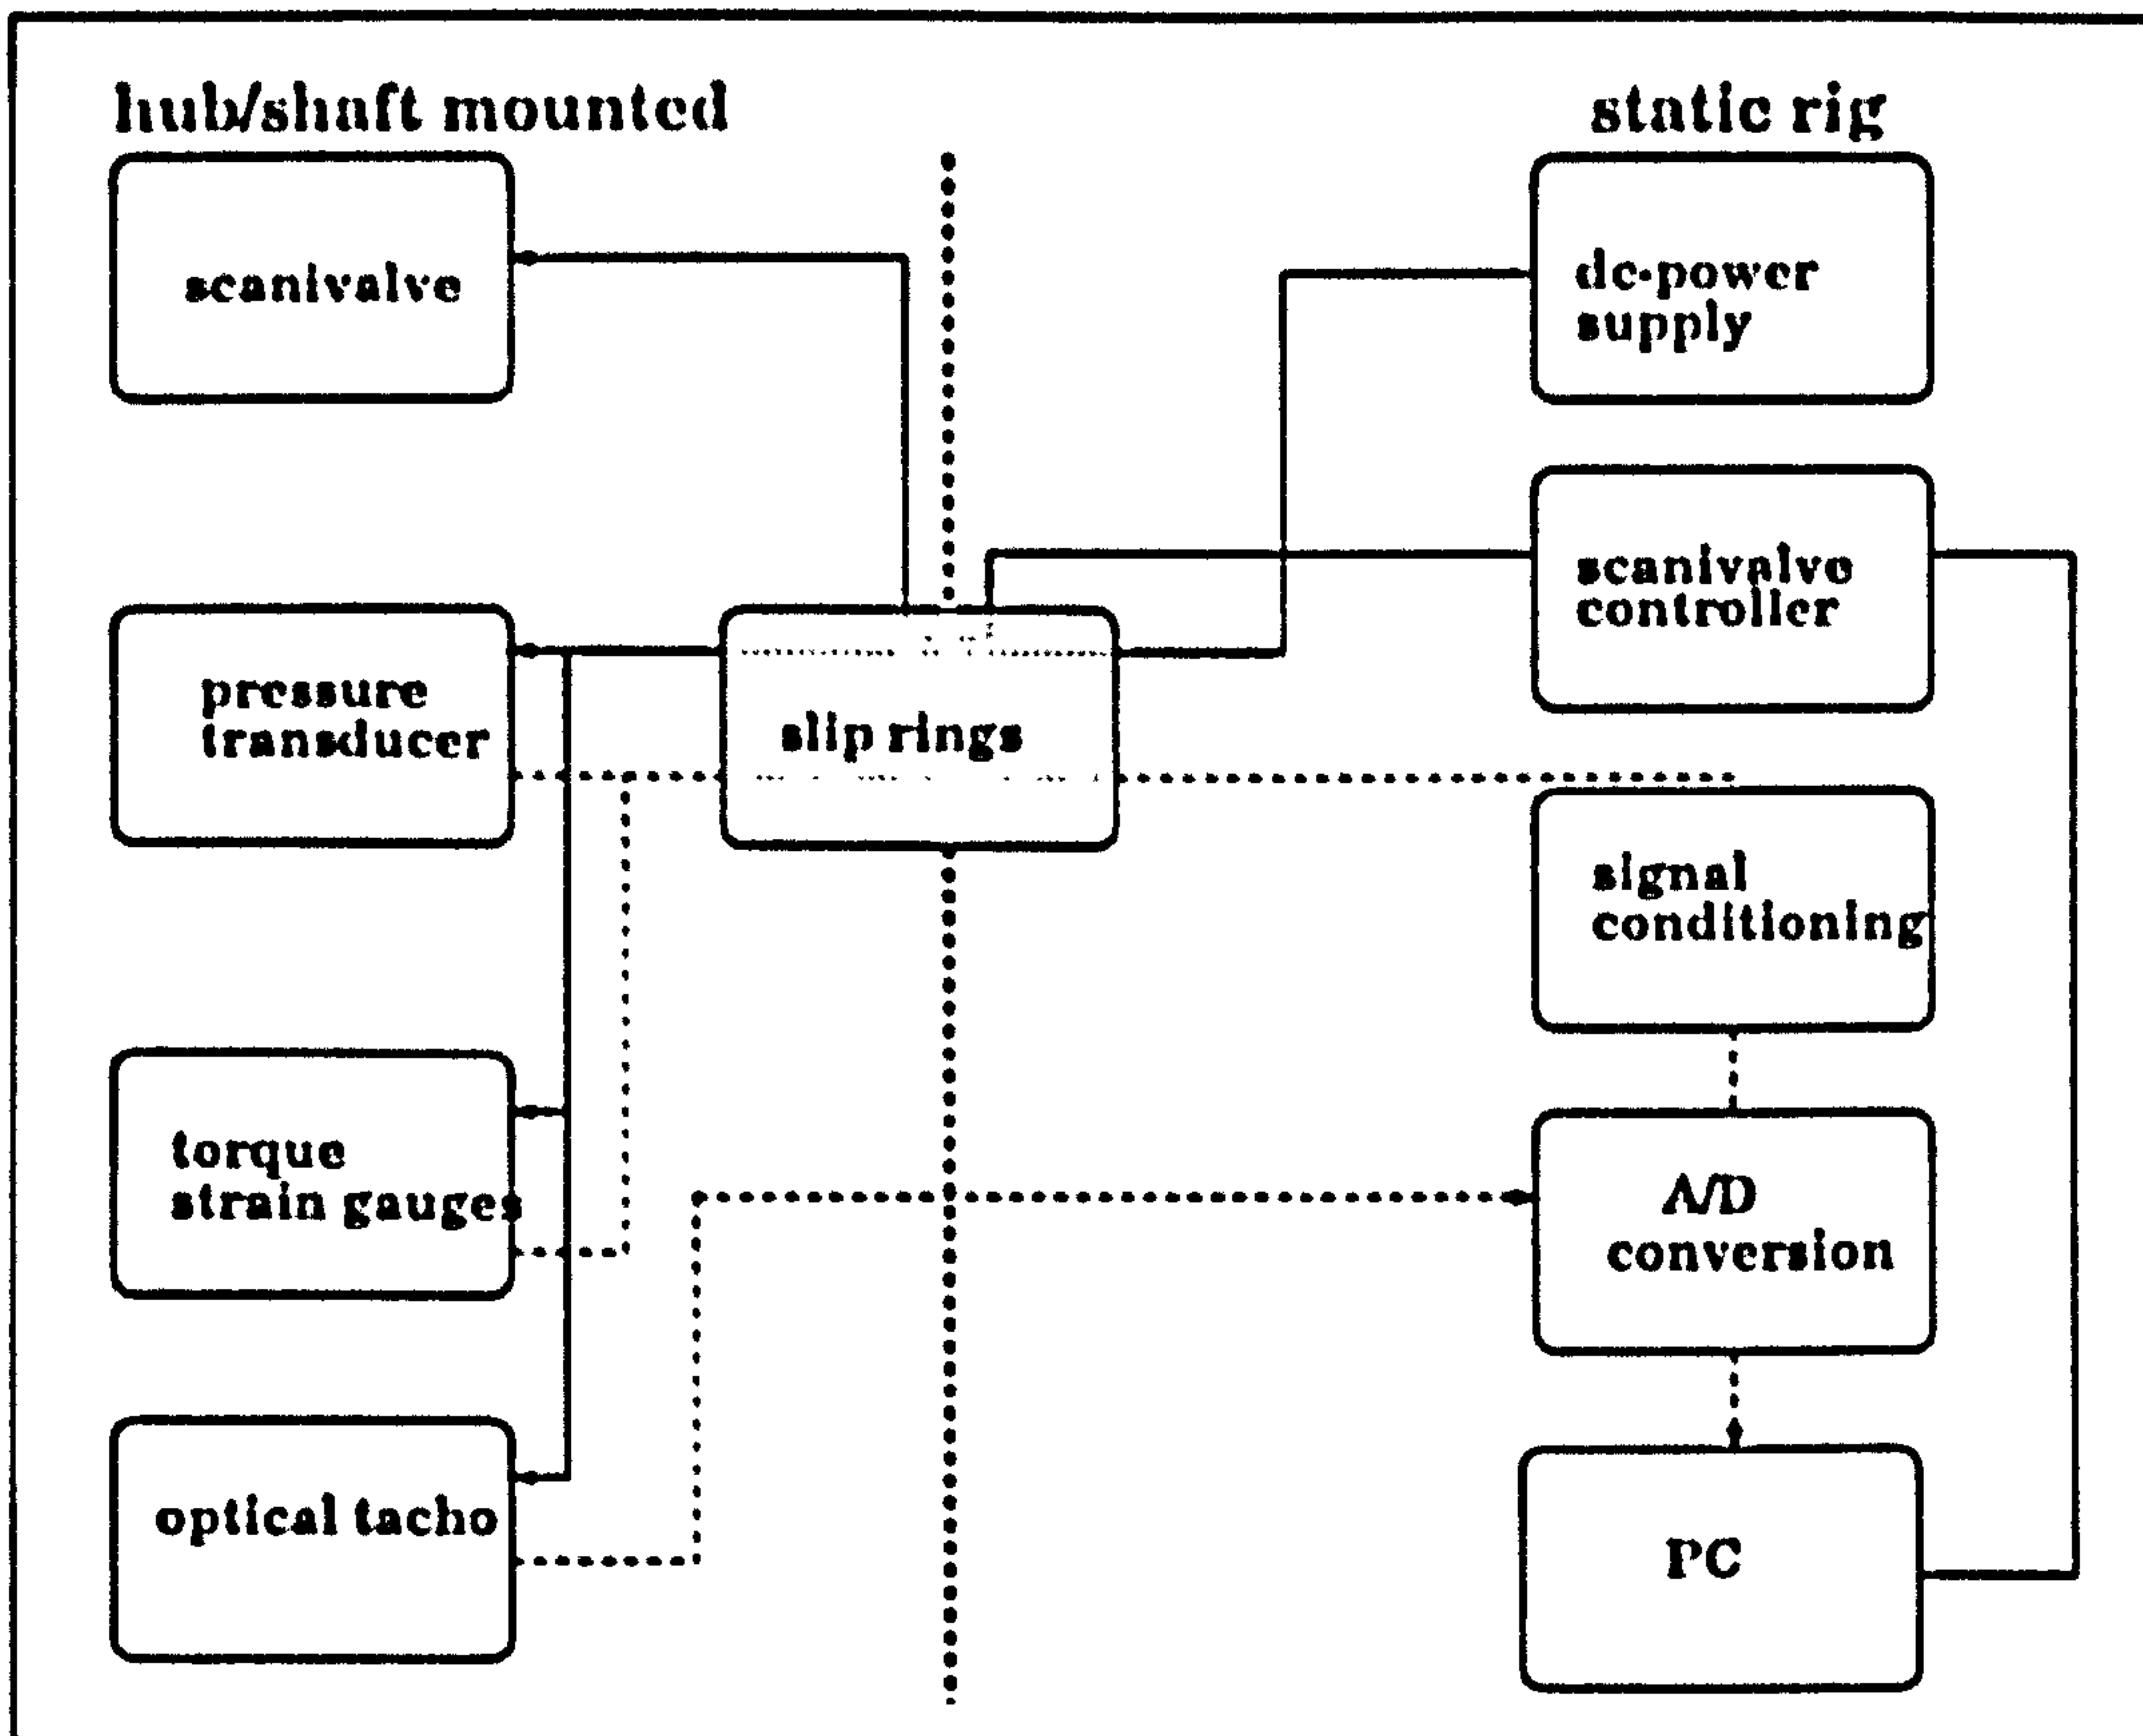 hub/shaft mounted
static rig
scanivalve
dc-power
supply
scanivalve
controller
pressure
transducer
slip rings
signal
conditioning
torque
strain gauges
A/D
conversion
optical tacho
PC